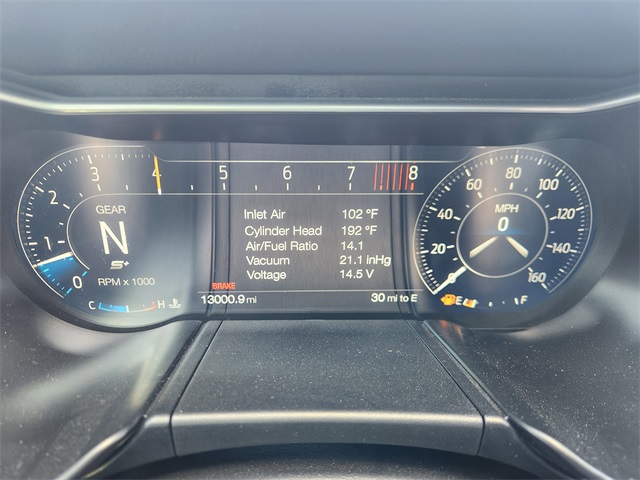 3 4 5 6 7 8
2
1
0
GEAR
N
S+
RPM x 1000
C H
Inlet Air 102 °F
Cylinder Head 192 °F
Air/Fuel Ratio 14.1
Vacuum 21.1 inHg
Voltage 14.5 V
BRAKE
13000.9 mi 30 mi to E
20 40 60 80 100 120 140 160
MPH
0
0
E F